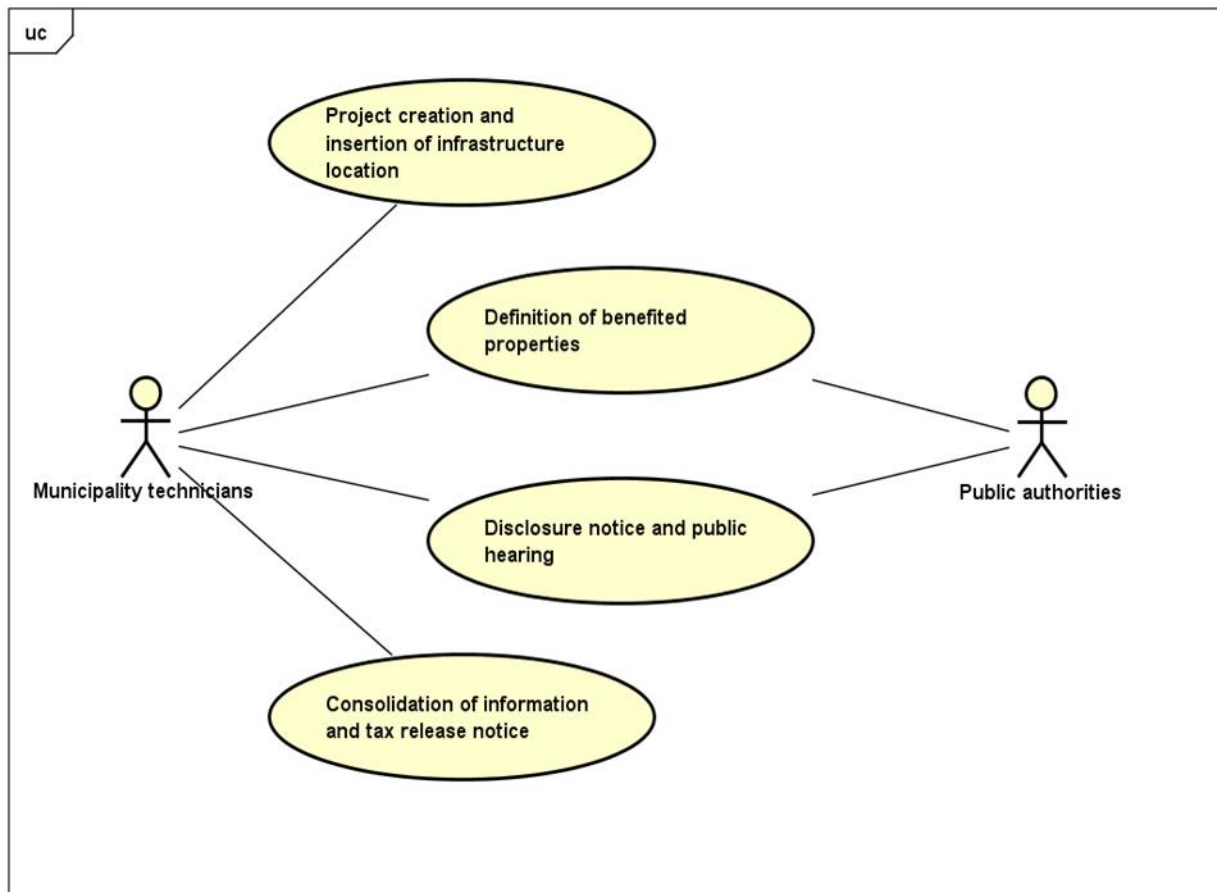 uc
Project creation and
insertion of infrastructure
location
Definition of benefited
properties
Municipality technicians
Public authorities
Disclosure notice and public
hearing
Consolidation of information
and tax release notice